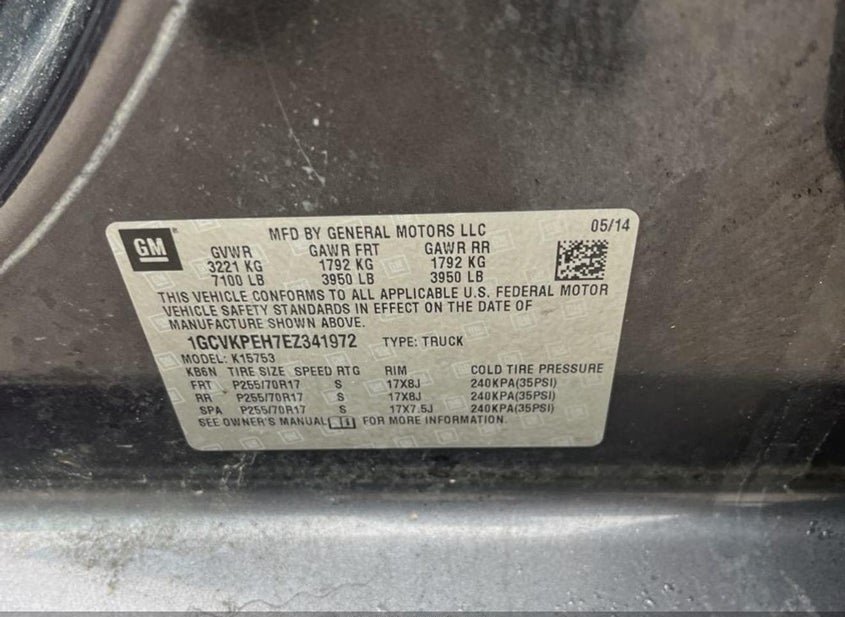 GM
MFD BY GENERAL MOTORS LLC 05/14
GVWR GAWR FRT GAWR RR
3221 KG 1792 KG 1792 KG
7100 LB 3950 LB 3950 LB
THIS VEHICLE CONFORMS TO ALL APPLICABLE U.S. FEDERAL MOTOR
VEHICLE SAFETY STANDARDS IN EFFECT ON THE DATE OF
MANUFACTURE SHOWN ABOVE.
1GCVKPEH7EZ341972 TYPE: TRUCK
MODEL: K15753
KB6N TIRE SIZE SPEED RTG RIM COLD TIRE PRESSURE
FRT P255/70R17 S 17X8J 240KPA(35PSI)
RR P255/70R17 S 17X8J 240KPA(35PSI)
SPA P255/70R17 S 17X7.5J 240KPA(35PSI)
SEE OWNER'S MANUAL FOR MORE INFORMATION.